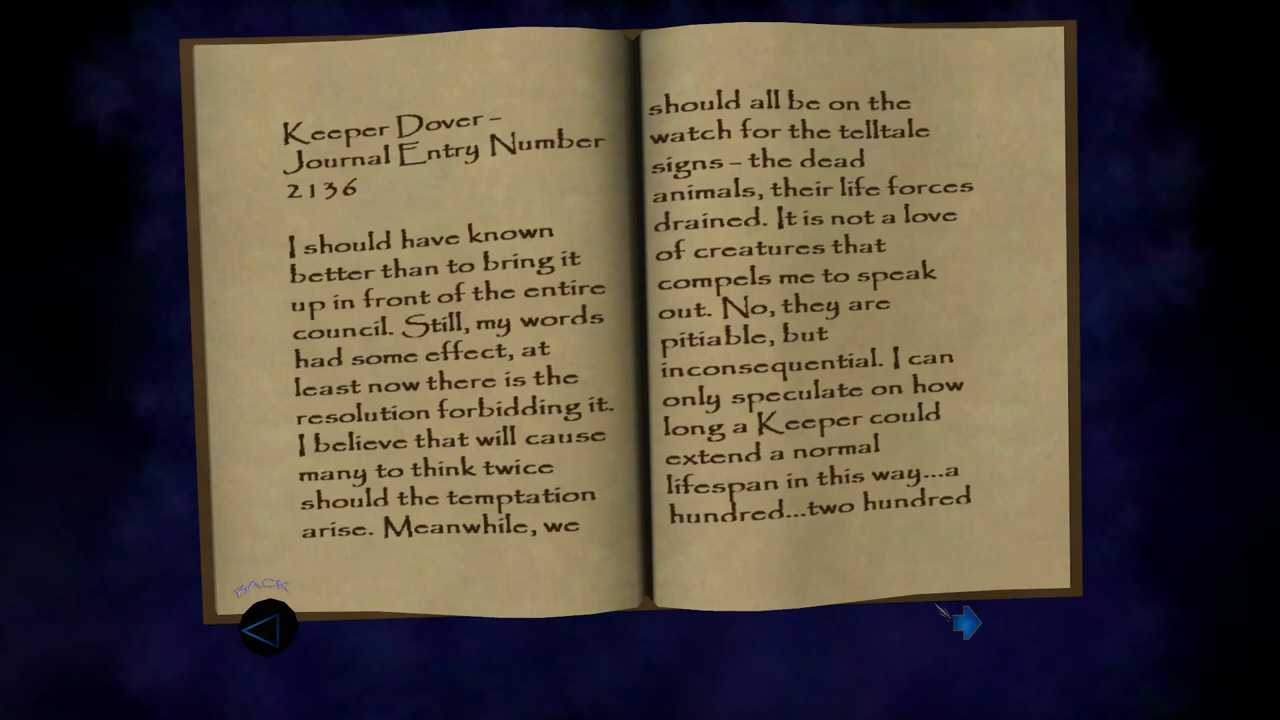 Keeper Dover –
Journal Entry Number
2136
I should have known
better than to bring it
up in front of the entire
council. Still, my words
had some effect, at
least now there is the
resolution forbidding it.
I believe that will cause
many to think twice
should the temptation
arise. Meanwhile, we
should all be on the
watch for the telltale
signs – the dead
animals, their life forces
drained. It is not a love
of creatures that
compels me to speak
out. No, they are
pitiable, but
inconsequential. I can
only speculate on how
long a Keeper could
extend a normal
lifespan in this way...a
hundred...two hundred
BACK